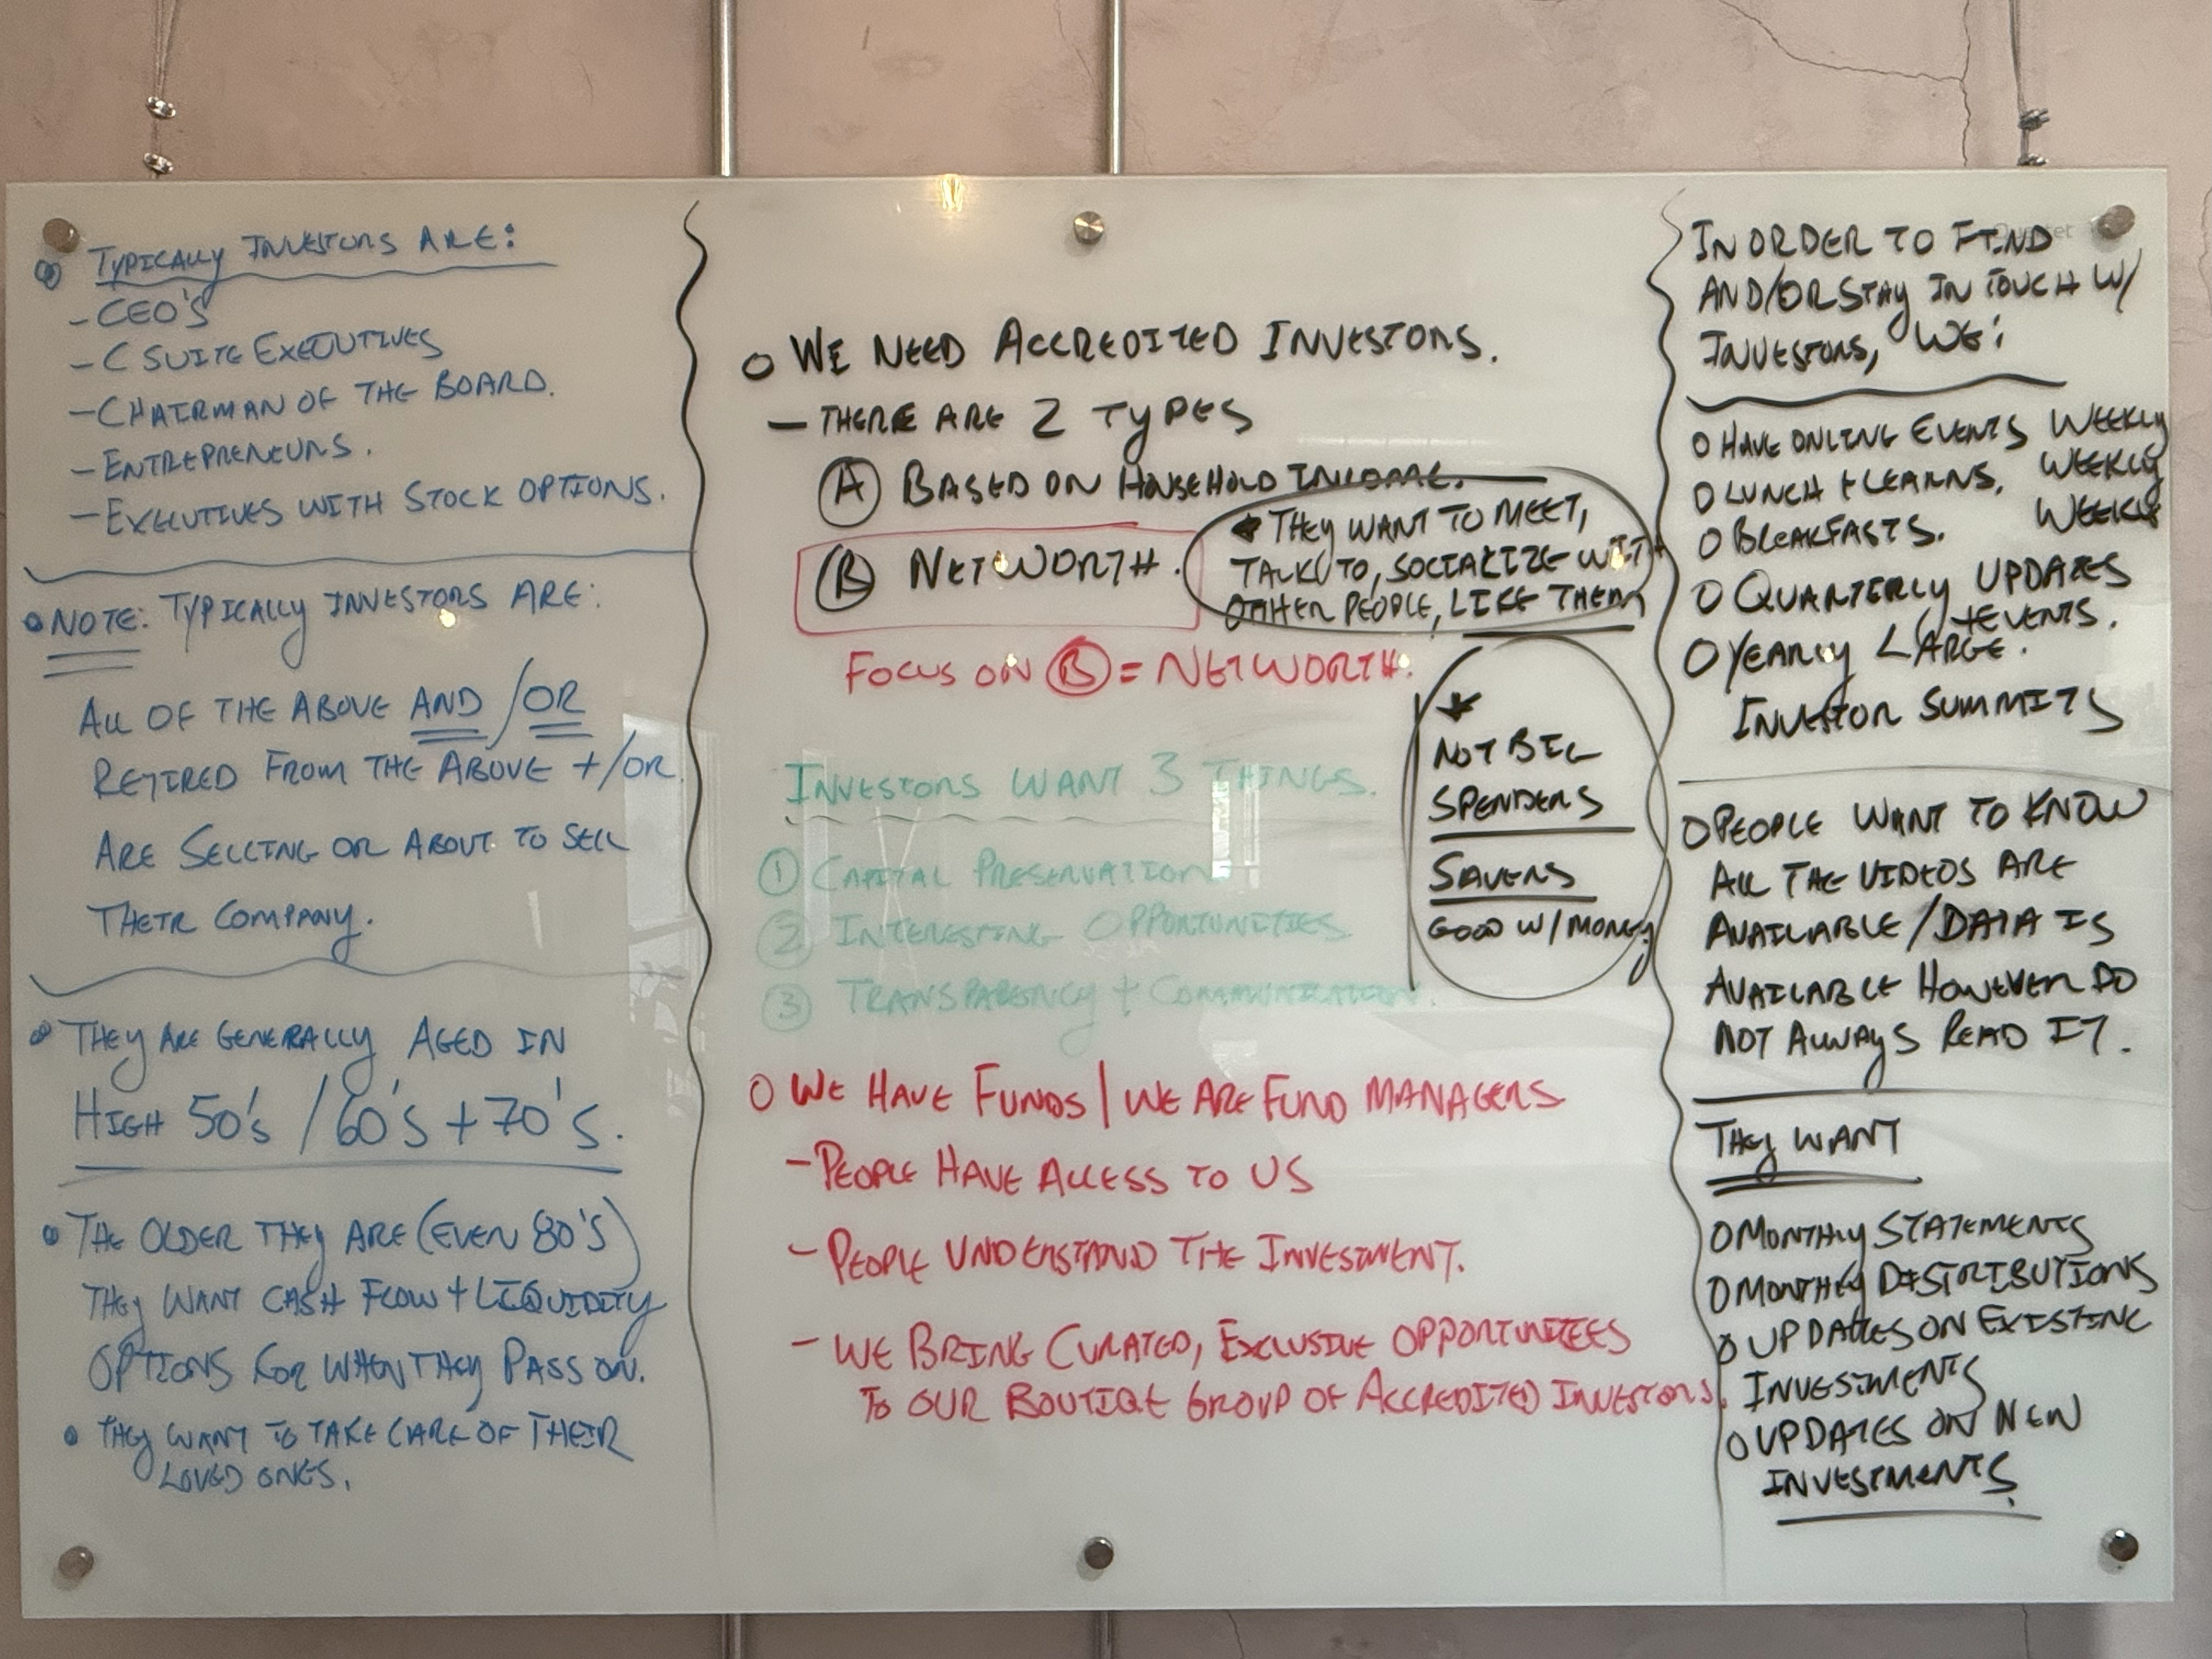 TYPICALLY INVESTORS ARE:
- CEO'S
- C SUITE EXECUTIVES
- CHAIRMAN OF THE BOARD.
- ENTREPRENEURS.
- EXECUTIVES WITH STOCK OPTIONS.
NOTE: TYPICALLY INVESTORS ARE:
ALL OF THE ABOVE AND/OR
RETIRED FROM THE ABOVE +/OR
ARE SELLING OR ABOUT TO SELL
THEIR COMPANY.
THEY ARE GENERALLY AGED IN
HIGH 50'S / 60'S + 70'S.
THE OLDER THEY ARE (EVEN 80'S)
THEY WANT CASH FLOW + LIQUIDITY
OPTIONS FOR WHEN THEY PASS ON.
THEY WANT TO TAKE CARE OF THEIR
LOVED ONES.
WE NEED ACCREDITED INVESTORS.
- THERE ARE 2 TYPES
A BASED ON HOUSEHOLD INCOME.
B NETWORTH.
THEY WANT TO MEET,
TALK TO, SOCIALIZE WITH
OTHER PEOPLE, LIKE THEM
FOCUS ON B = NETWORTH.
NOT BIG
SPENDERS
SAVERS
GOOD W/ MONEY
INVESTORS WANT 3 THINGS.
1 CAPITAL PRESERVATION
2 INTERESTING OPPORTUNITIES
3 TRANSPARENCY + COMMUNICATION.
WE HAVE FUNDS | WE ARE FUND MANAGERS
- PEOPLE HAVE ACCESS TO US
- PEOPLE UNDERSTAND THE INVESTMENT.
- WE BRING CURATED, EXCLUSIVE OPPORTUNITIES
TO OUR BOUTIQE GROUP OF ACCREDITED INVESTORS.
IN ORDER TO FIND
AND/OR STAY IN TOUCH W/
INVESTORS, WE:
HAVE ONLINE EVENTS WEEKLY
LUNCH + LEARNS. WEEKLY
BREAKFASTS. WEEKLY
QUARTERLY UPDATES
+ EVENTS.
YEARLY LARGE.
INVESTOR SUMMITS
PEOPLE WANT TO KNOW
ALL THE VIDEOS ARE
AVAILABLE / DATA IS
AVAILABLE HOWEVER DO
NOT ALWAYS READ IT.
THEY WANT
MONTHLY STATEMENTS
MONTHLY DISTRIBUTIONS
UPDATES ON EXISTING
INVESTMENTS
UPDATES ON NEW
INVESTMENTS.